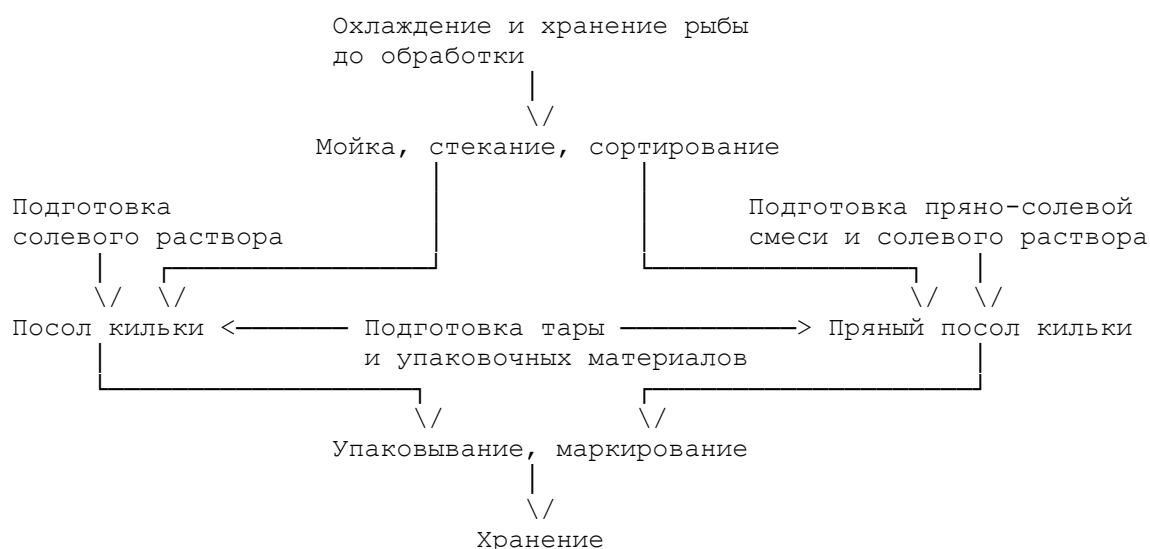 Охлаждение и хранение рыбы
до обработки
Мойка, стекание, сортирование
Подготовка
солевого раствора
Подготовка пряно-солевой
смеси и солевого раствора
Посол кильки <─────── Подготовка тары ───────────> Пряный посол кильки
и упаковочных материалов
Упаковывание, маркирование
Хранение